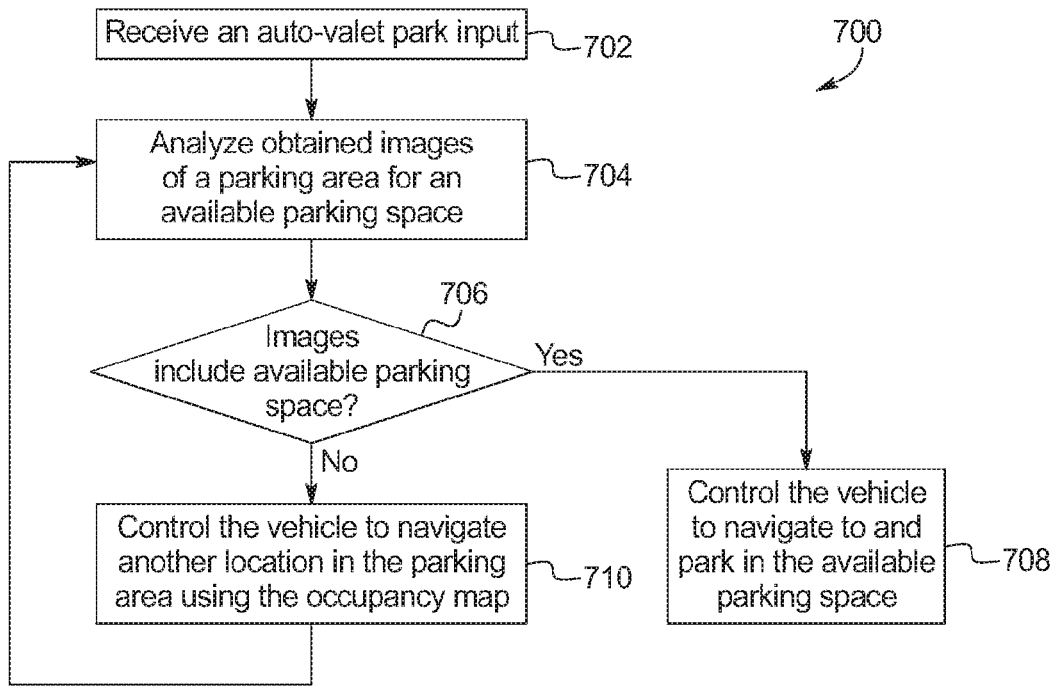 Receive an auto-valet park input
702
700
Analyze obtained images
of a parking area for an
available parking space
704
706
Images
include available parking
space?
Yes
No
Control the vehicle to navigate
another location in the parking
area using the occupancy map
710
Control the vehicle
to navigate to and
park in the available
parking space
708